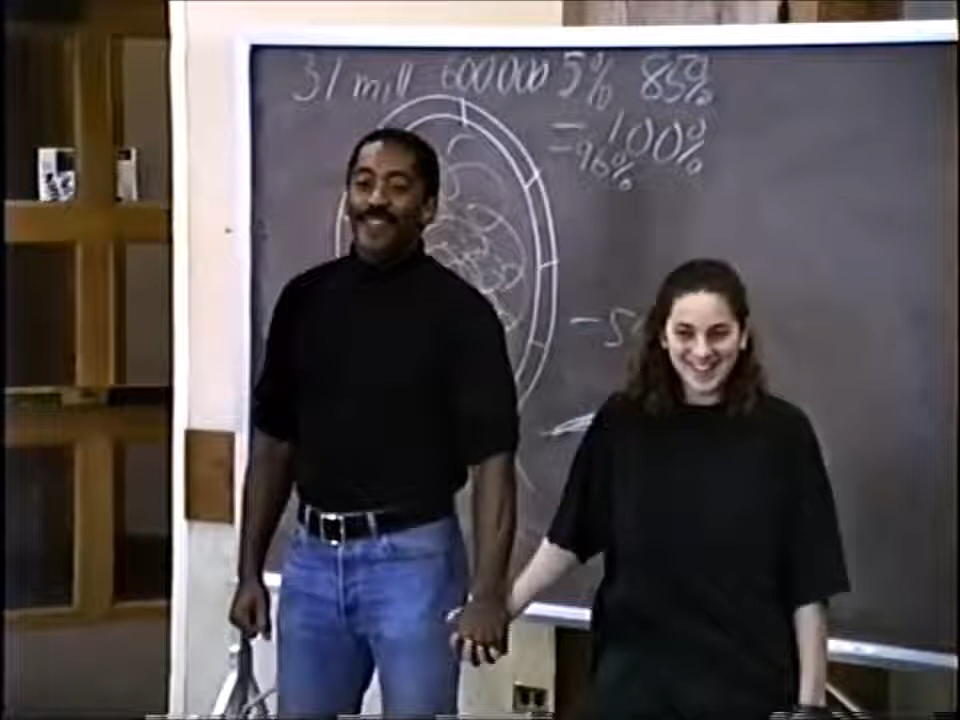 31 mill 600000 5% 85%
= 100%
= 96%